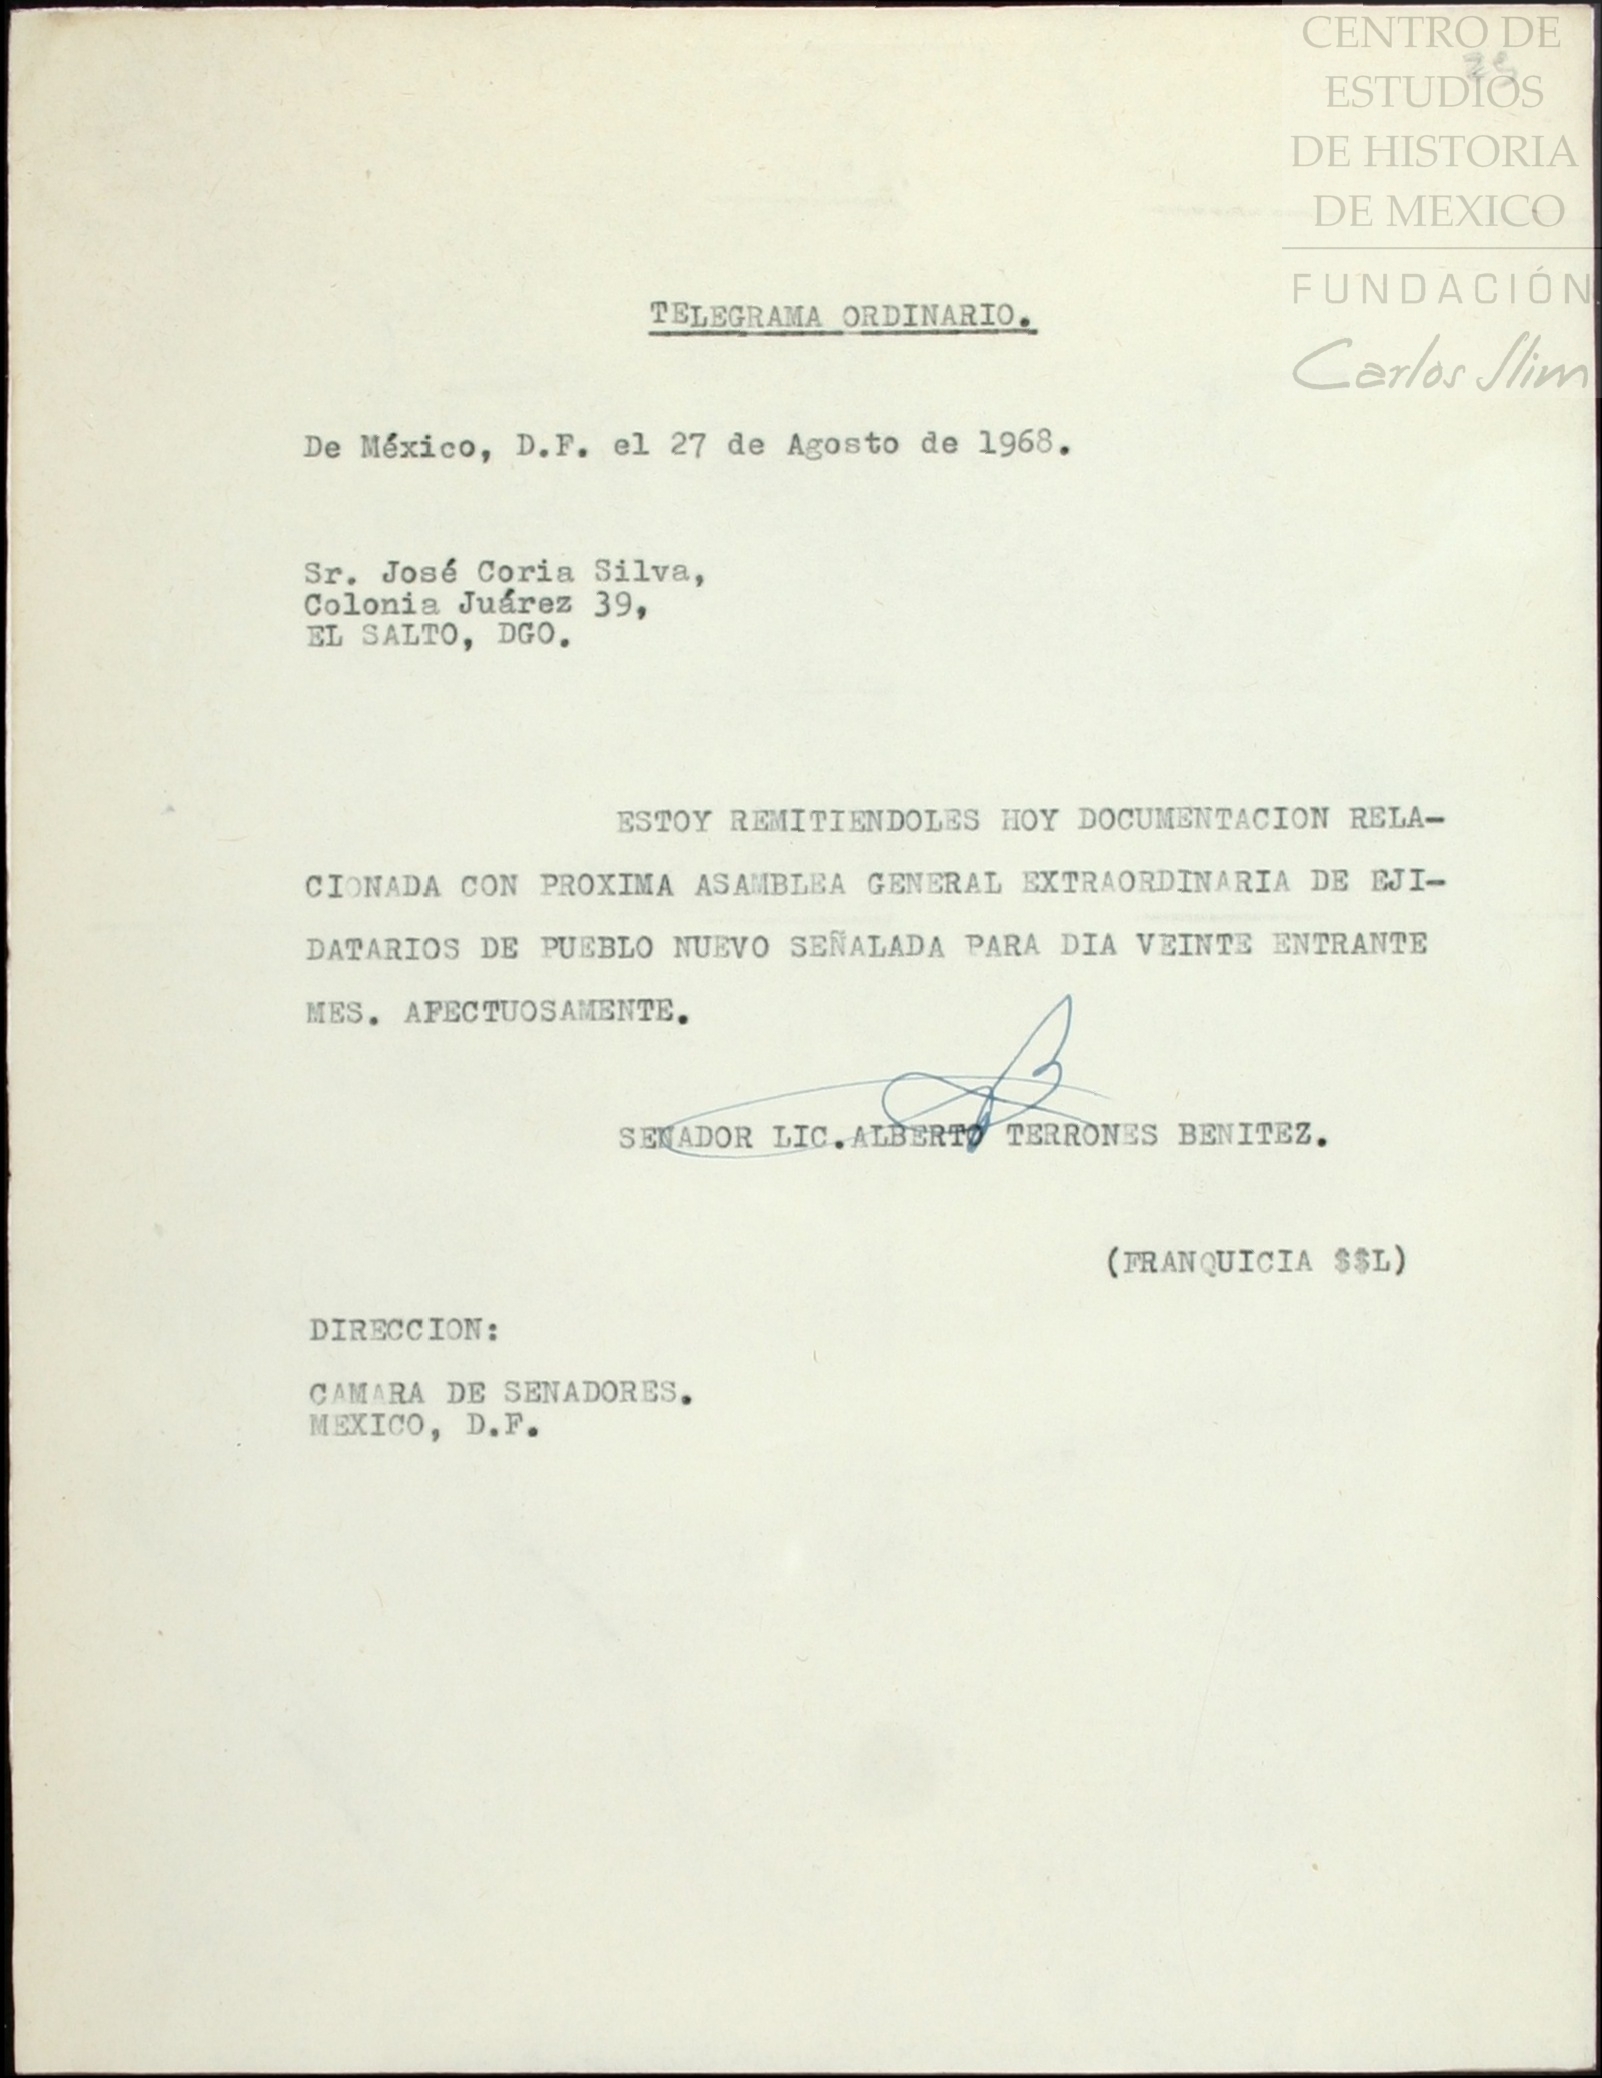 CENTRO DE
ESTUDIOS
DE HISTORIA
DE MEXICO
FUNDACIÓN
Carlos Slim
TELEGRAMA ORDINARIO.
De México, D.F. el 27 de Agosto de 1968.
Sr. José Coria Silva,
Colonia Juárez 39,
EL SALTO, DGO.
ESTOY REMITIENDOLES HOY DOCUMENTACION RELA-
CIONADA CON PROXIMA ASAMBLEA GENERAL EXTRAORDINARIA DE EJI-
DATARIOS DE PUEBLO NUEVO SEÑALADA PARA DIA VEINTE ENTRANTE
MES. AFECTUOSAMENTE.
SENADOR LIC.ALBERTO TERRONES BENITEZ.
(FRANQUICIA $$L)
DIRECCION:
CAMARA DE SENADORES.
MEXICO, D.F.